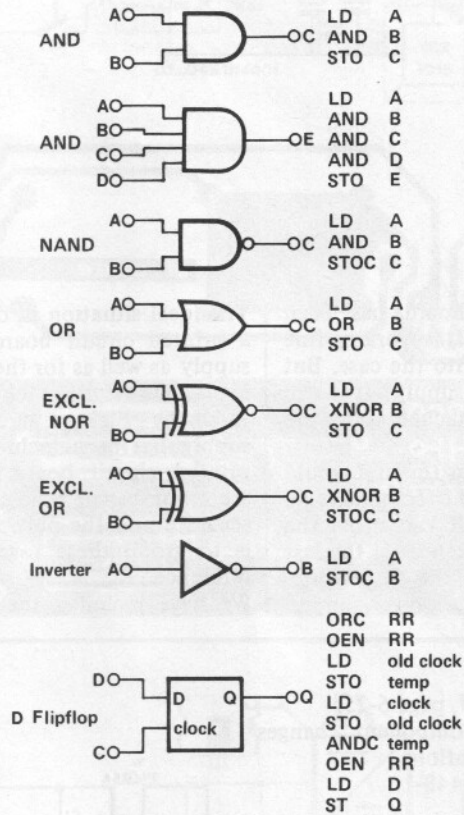 AND A C LD A
B AND B
STO C
AND A LD A
B AND B
C E AND C
D AND D
STO E
NAND A C LD A
B AND B
STOC C
OR A C LD A
B OR B
STO C
EXCL. NOR A C LD A
B XNOR B
STO C
EXCL. OR A C LD A
B XNOR B
STOC C
Inverter A B LD A
STOC B
ORC RR
OEN RR
LD old clock
D Flipflop D D Q Q STO temp
C clock LD clock
STO old clock
ANDC temp
OEN RR
LD D
ST Q